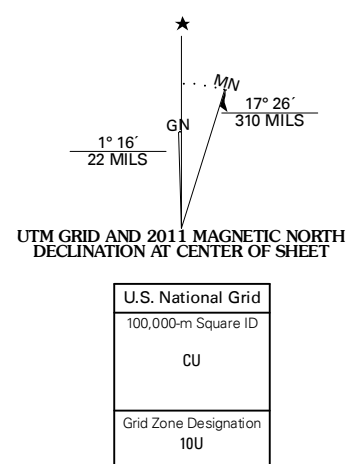 MN
GN
17° 26´
310 MILS
1° 16´
22 MILS
UTM GRID AND 2011 MAGNETIC NORTH
DECLINATION AT CENTER OF SHEET
U.S. National Grid
100,000-m Square ID
CU
Grid Zone Designation
10U